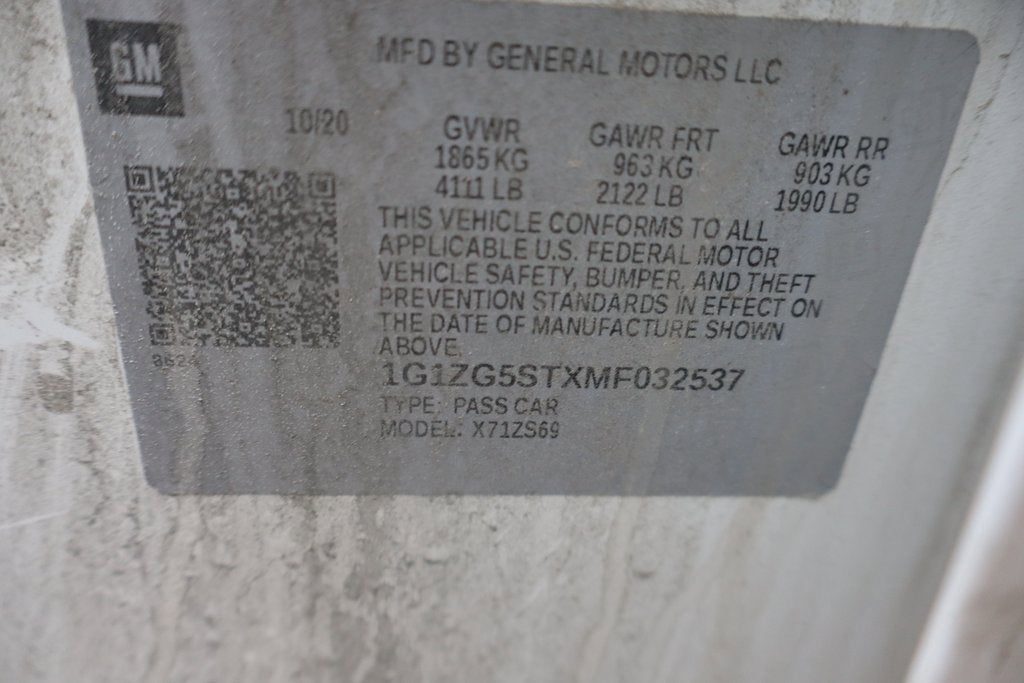 GM
MFD BY GENERAL MOTORS LLC
10/20
GVWR GAWR FRT GAWR RR
1865 KG 963 KG 903 KG
4111 LB 2122 LB 1990 LB
THIS VEHICLE CONFORMS TO ALL
APPLICABLE U.S. FEDERAL MOTOR
VEHICLE SAFETY, BUMPER, AND THEFT
PREVENTION STANDARDS IN EFFECT ON
THE DATE OF MANUFACTURE SHOWN
ABOVE.
1G1ZG5STXMF032537
TYPE: PASS CAR
MODEL: X71ZS69